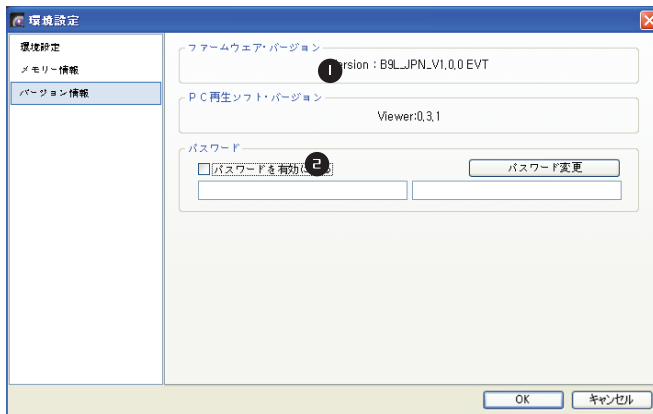 環境設定
環境設定
メモリー情報
バージョン情報
ファームウェア・バージョン
1
ersion : B9L_JPN_V1.0.0 EVT
PC再生ソフト・バージョン
Viewer:0.3.1
パスワード
2
パスワードを有効
パスワード変更
OK
キャンセル